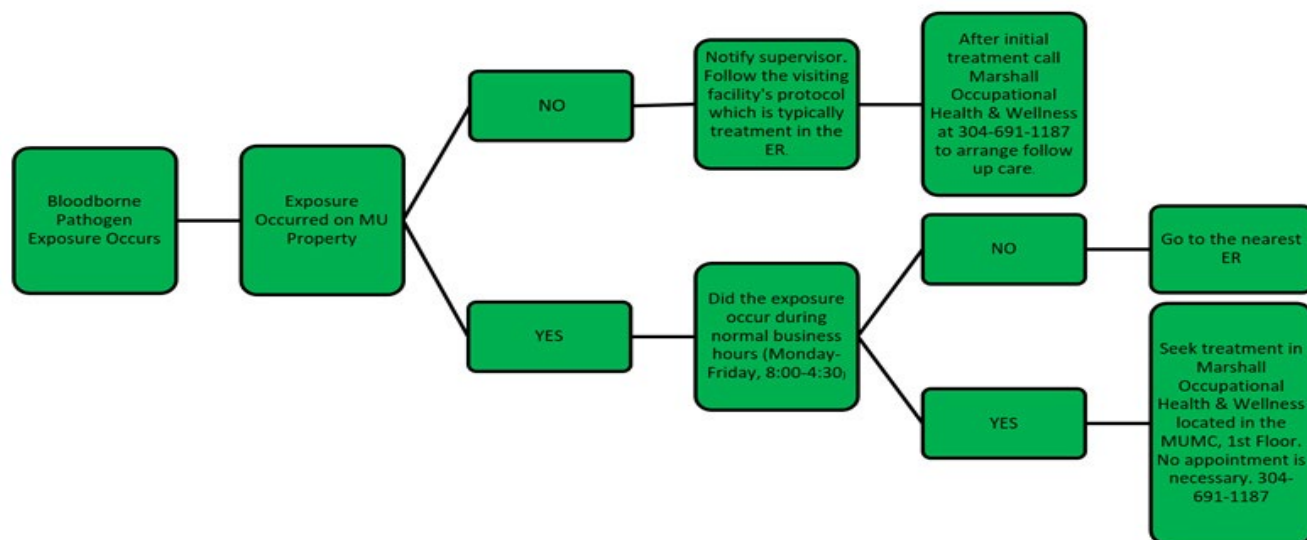 Bloodborne
Pathogen
Exposure Occurs
Exposure
Occurred on MU
Property
NO
Notify supervisor.
Follow the visiting
facility's protocol
which is typically
treatment in the
ER.
After initial
treatment call
Marshall
Occupational
Health & Wellness
at 304-691-1187
to arrange follow
up care.
YES
Did the exposure
occur during
normal business
hours (Monday-
Friday, 8:00-4:30)
NO
Go to the nearest
ER
YES
Seek treatment in
Marshall
Occupational
Health & Wellness
located in the
MUMC, 1st Floor.
No appointment is
necessary. 304-
691-1187